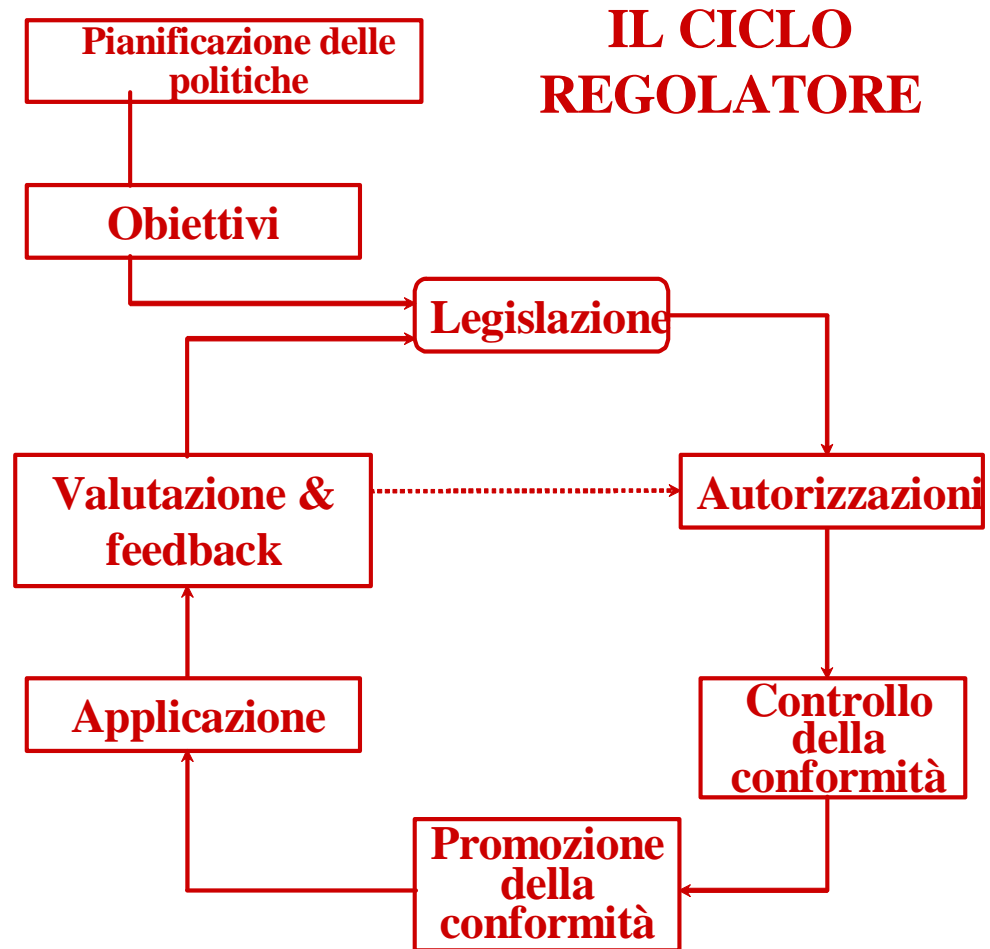 IL CICLO
REGOLATORE
Pianificazione delle
politiche
Obiettivi
Legislazione
Valutazione &
feedback
Autorizzazioni
Applicazione
Controllo
della
conformità
Promozione
della
conformità